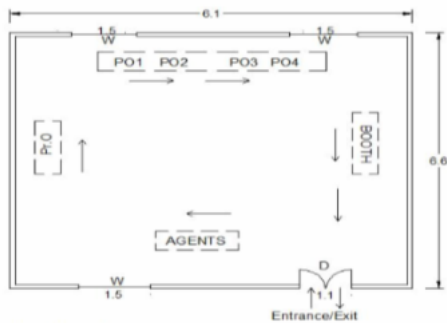 6.1
1.5
W
1.5
W
PO1 PO2 PO3 PO4
Pr.O
BOOTH
6.6
AGENTS
W
1.5
D
1.1
Entrance/Exit